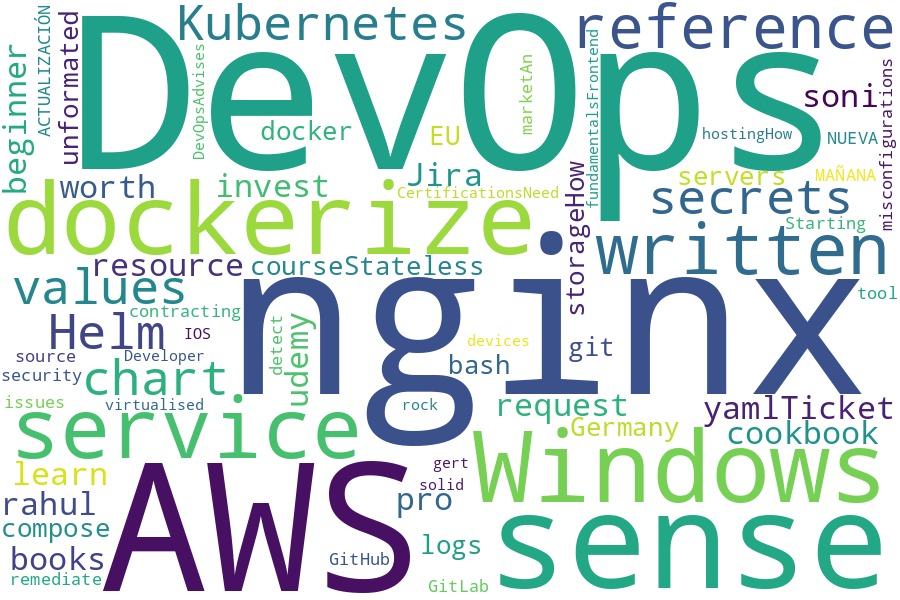 DevOps
Kubernetes
reference
beginner
ACTUALIZACIÓN
unformated
DevOpsAdvises
docker
EU
marketAn
fundamentalsFrontend
hostingHow
soni
NUEVA
misconfigurations
worth
invest
Jira
CertificationsNeed
servers
MAÑANA
secrets
Starting
dockerize
storageHow
written
resource
courseStateless
values
nginx
contracting
tool
Helm
IOS
detect
udemy
devices
git
source
Developer
bash
security
chart
issues
virtualised
rock
request
yamlTicket
service
Germany
cookbook
Windows
learn
AWS
gert
solid
rahul
pro
compose
sense
logs
books
GitHub
remediate
GitLab